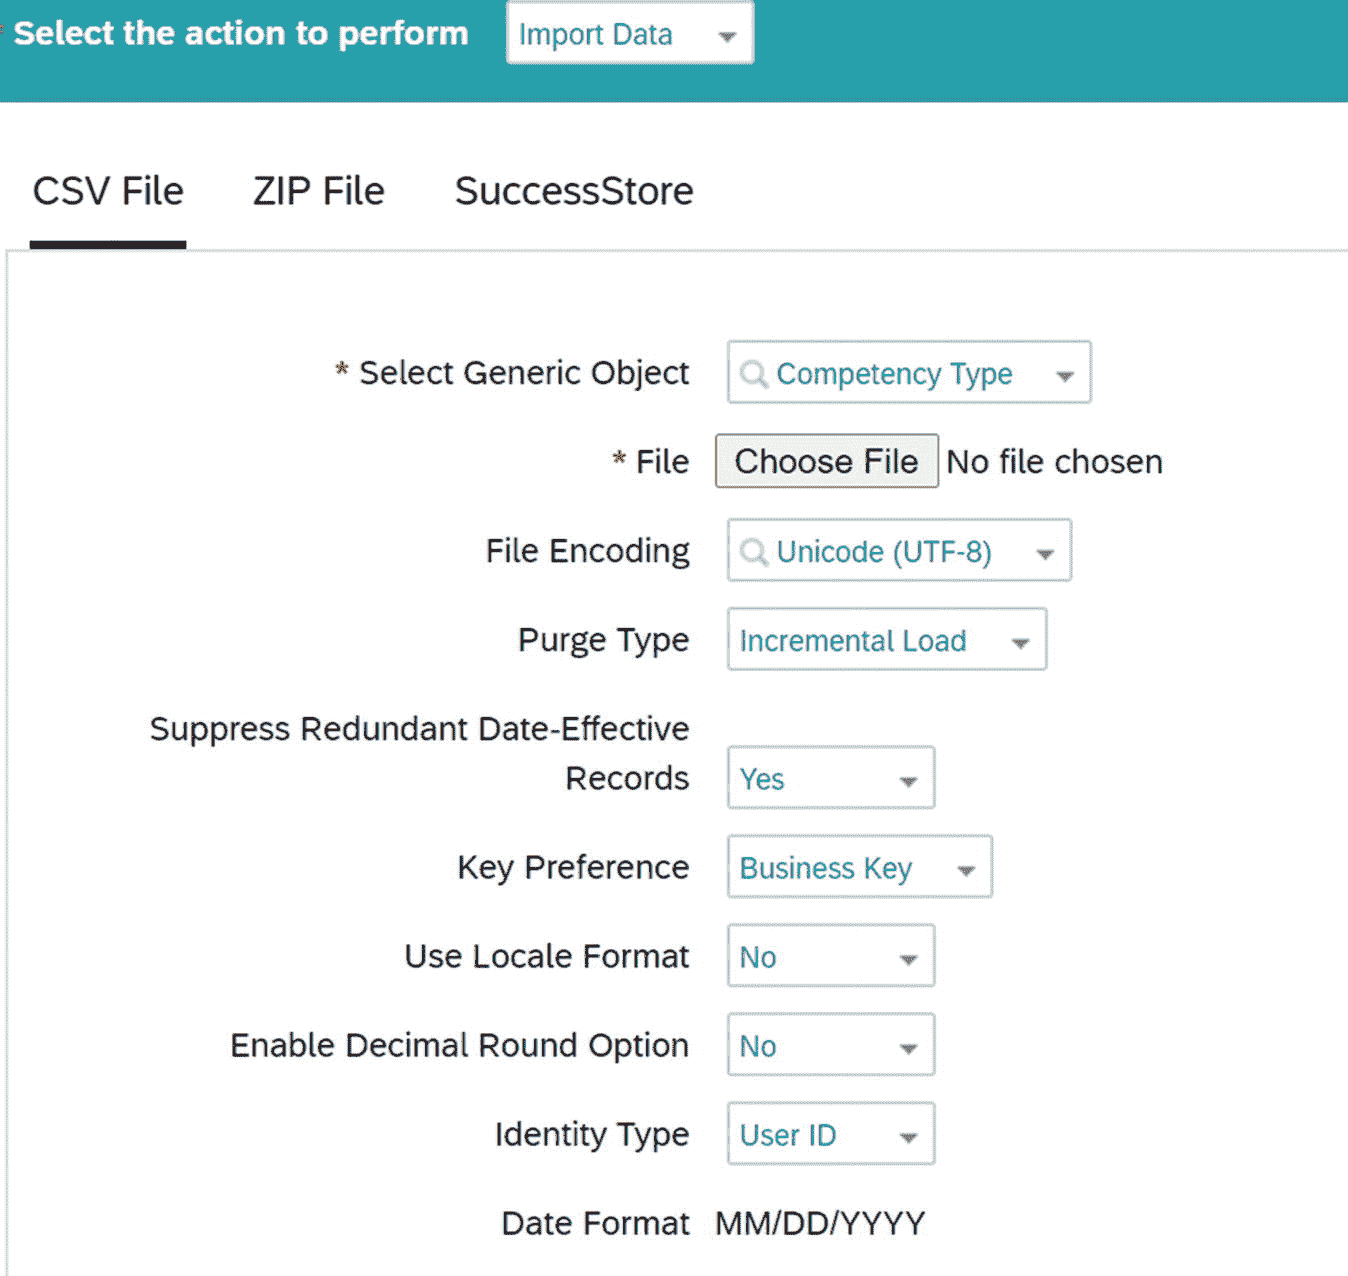 * Select the action to perform Import Data
CSV File ZIP File SuccessStore
* Select Generic Object Competency Type
* File Choose File No file chosen
File Encoding Unicode (UTF-8)
Purge Type Incremental Load
Suppress Redundant Date-Effective
Records Yes
Key Preference Business Key
Use Locale Format No
Enable Decimal Round Option No
Identity Type User ID
Date Format MM/DD/YYYY